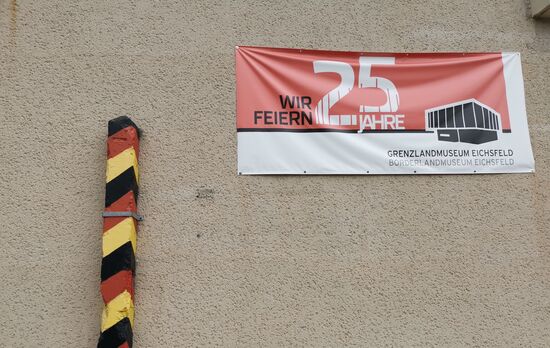 WIR
FEIERN
25
JAHRE
GRENZLANDMUSEUM EICHSFELD
BORDERLANDMUSEUM EICHSFELD